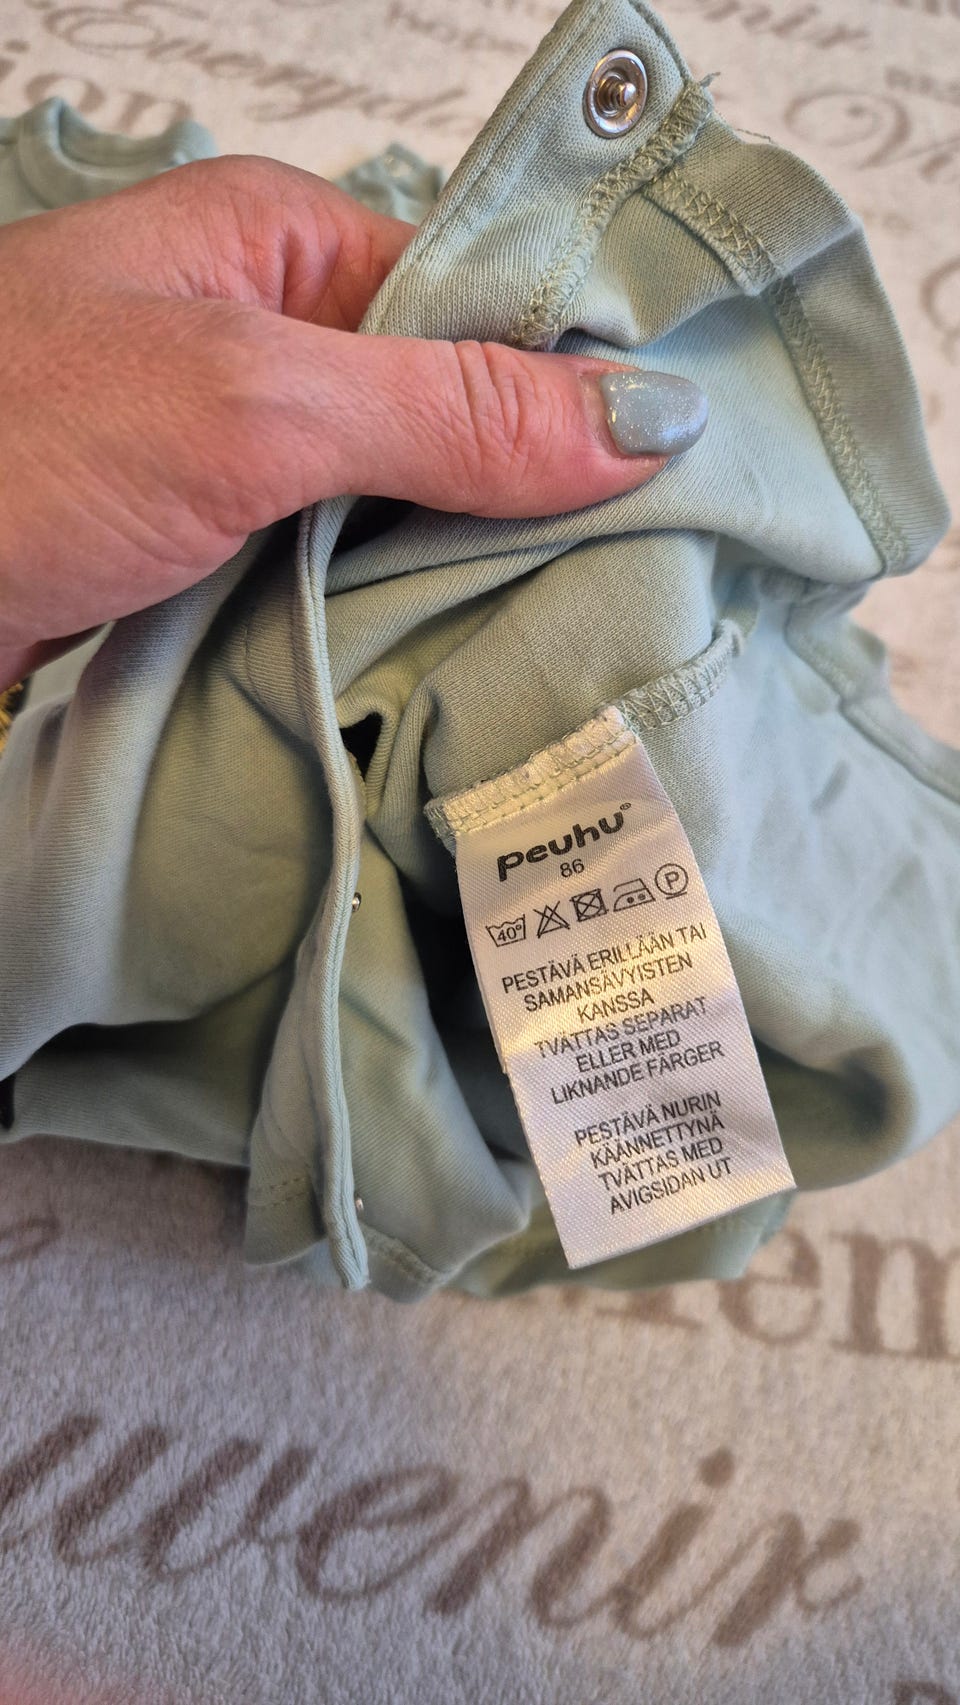 peuhu®
86
40°
P
PESTÄVÄ ERILLÄÄN TAI
SAMANSÄVYISTEN
KANSSA
TVÄTTAS SEPARAT
ELLER MED
LIKNANDE FÄRGER
PESTÄVÄ NURIN
KÄÄNNETTYNÄ
TVÄTTAS MED
AVIGSIDAN UT